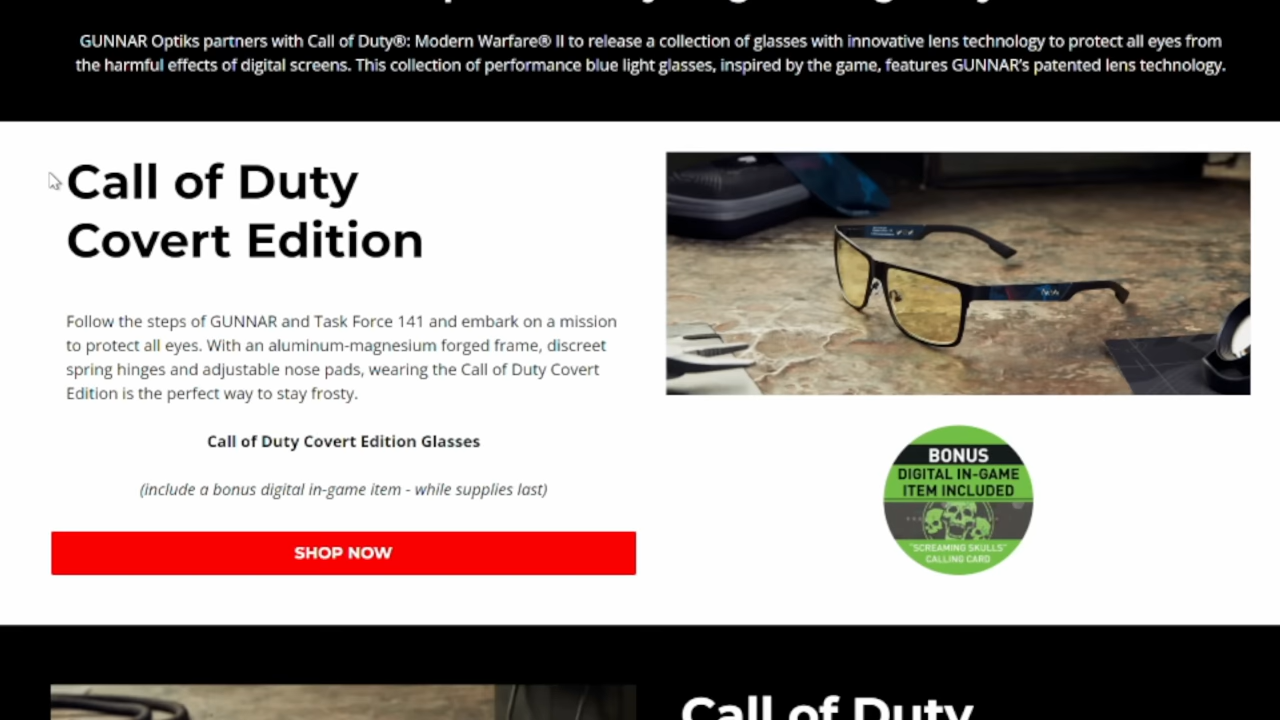 GUNNAR Optiks partners with Call of Duty®: Modern Warfare® II to release a collection of glasses with innovative lens technology to protect all eyes from
the harmful effects of digital screens. This collection of performance blue light glasses, inspired by the game, features GUNNAR's patented lens technology.
Call of Duty
Covert Edition
Follow the steps of GUNNAR and Task Force 141 and embark on a mission
to protect all eyes. With an aluminum-magnesium forged frame, discreet
spring hinges and adjustable nose pads, wearing the Call of Duty Covert
Edition is the perfect way to stay frosty.
Call of Duty Covert Edition Glasses
(include a bonus digital in-game item - while supplies last)
SHOP NOW
BONUS
DIGITAL IN-GAME
ITEM INCLUDED
"SCREAMING SKULLS"
CALLING CARD
Call of Duty